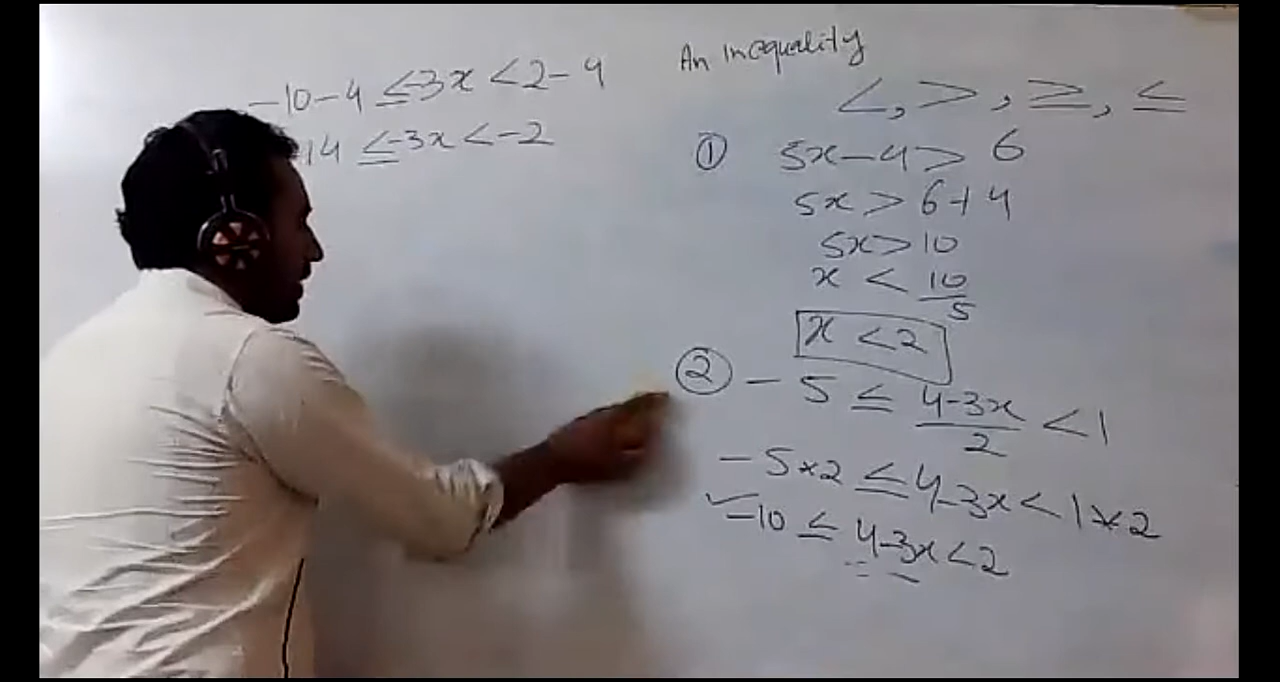 -10-4 ≤ -3x < 2-4
-14 ≤ -3x < -2
An Inequality
<, >, ≥, ≤
① 5x-4 > 6
5x > 6+4
5x > 10
x < 10/5
x < 2
② -5 ≤ (4-3x)/2 < 1
-5×2 ≤ 4-3x < 1×2
✓-10 ≤ 4-3x < 2